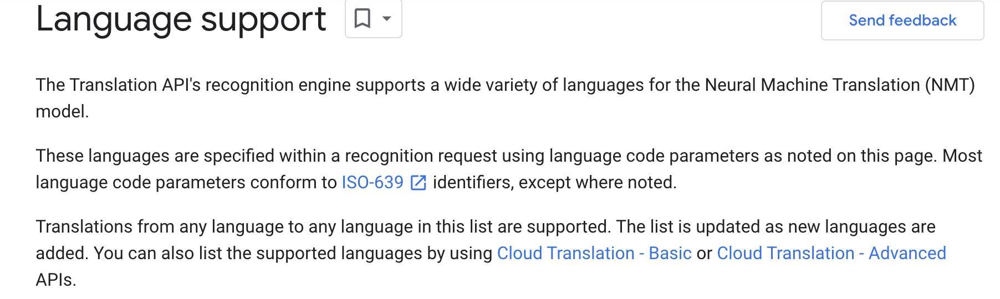 Language support
Send feedback
The Translation API's recognition engine supports a wide variety of languages for the Neural Machine Translation (NMT)
model.
These languages are specified within a recognition request using language code parameters as noted on this page. Most
language code parameters conform to ISO-639 identifiers, except where noted.
Translations from any language to any language in this list are supported. The list is updated as new languages are
added. You can also list the supported languages by using Cloud Translation - Basic or Cloud Translation - Advanced
APIs.